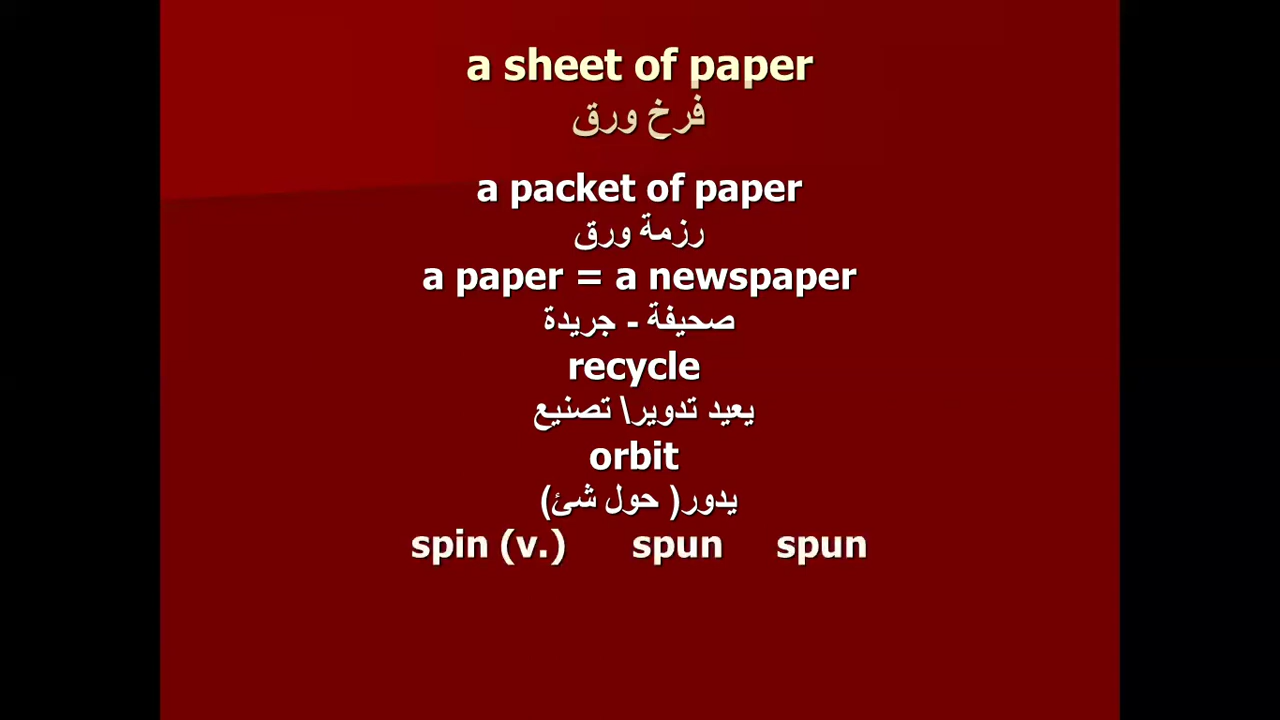 a sheet of paper
فرخ ورق
a packet of paper
رزمة ورق
a paper = a newspaper
صحيفة - جريدة
recycle
يعيد تدوير\ تصنيع
orbit
يدور( حول شئ)
spin (v.) spun spun